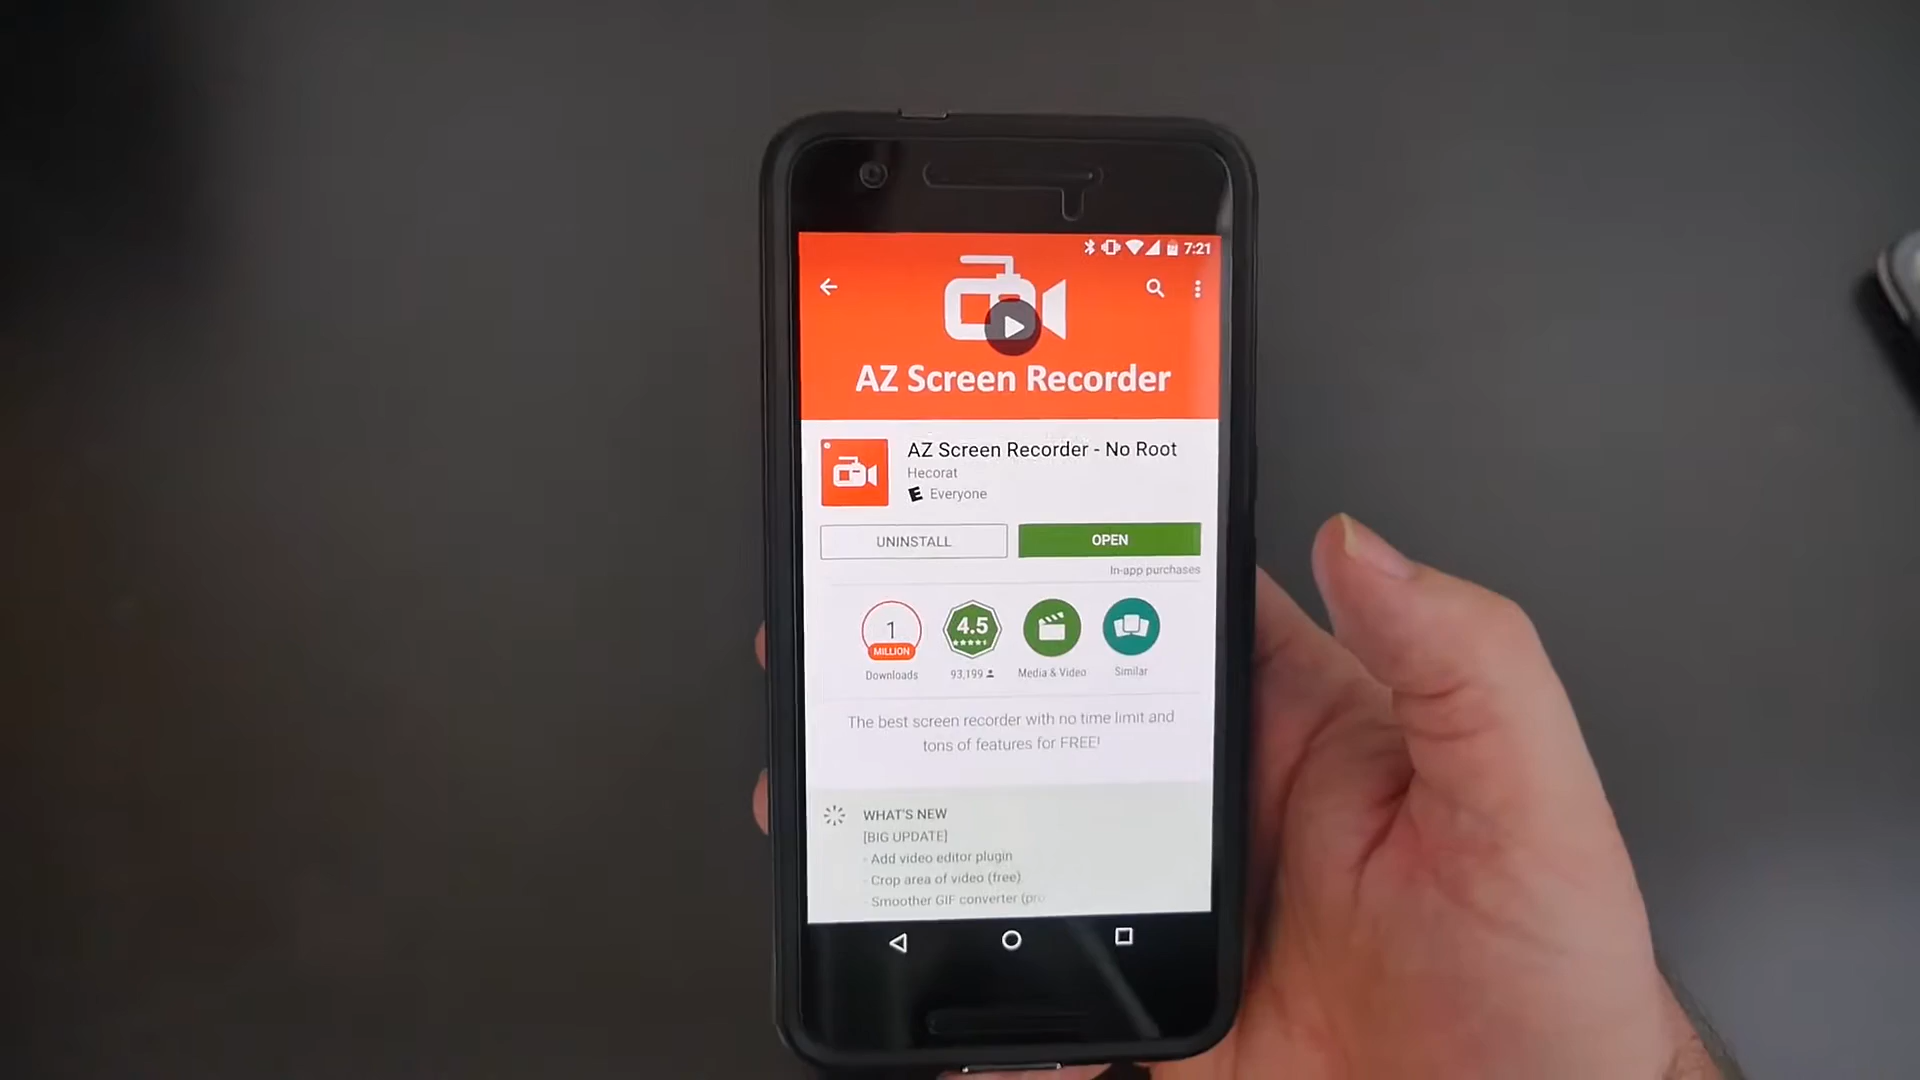 7:21
AZ Screen Recorder
AZ Screen Recorder - No Root
Hecorat
E Everyone
UNINSTALL
OPEN
In-app purchases
1
MILLION
Downloads
4.5
93,199
Media & Video
Similar
The best screen recorder with no time limit and
tons of features for FREE!
WHAT'S NEW
[BIG UPDATE]
- Add video editor plugin
- Crop area of video (free)
- Smoother GIF converter (pro